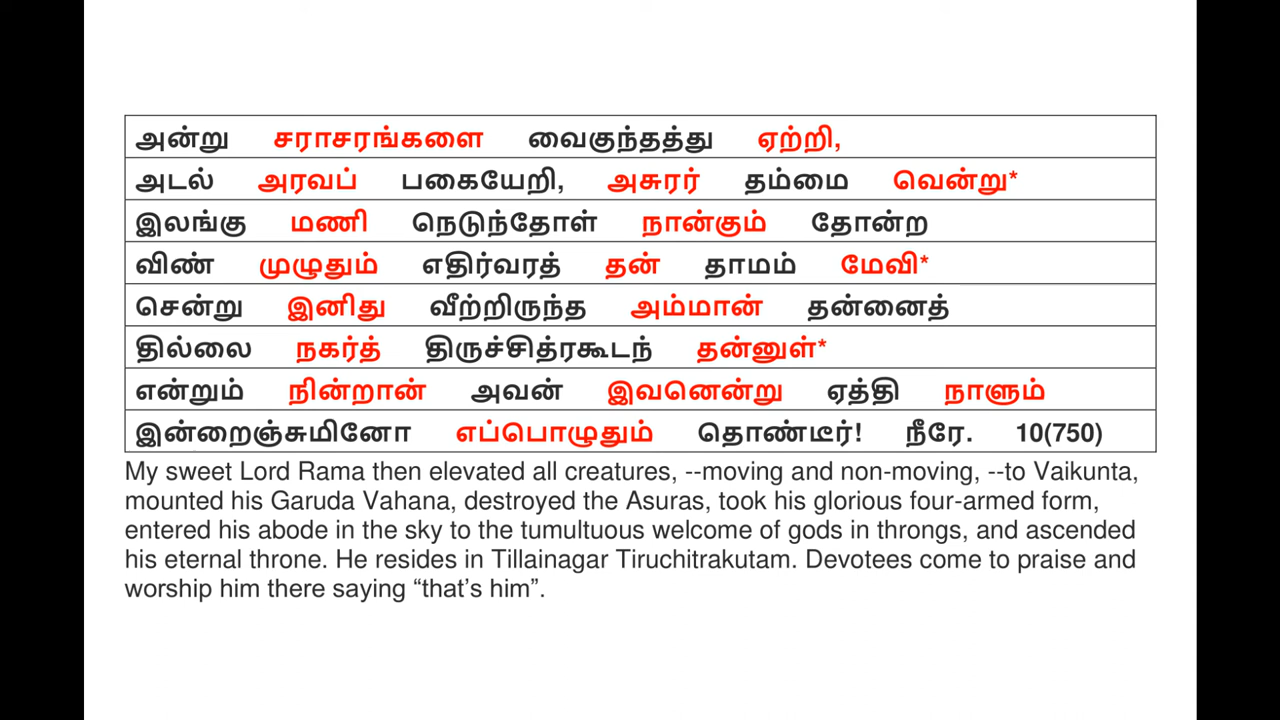 அன்று சராசரங்களை வைகுந்தத்து ஏற்றி,
அடல் அரவப் பகையேறி, அசுரர் தம்மை வென்று*
இலங்கு மணி நெடுந்தோள் நான்கும் தோன்ற
விண் முழுதும் எதிர்வரத் தன் தாமம் மேவி*
சென்று இனிது வீற்றிருந்த அம்மான் தன்னைத்
தில்லை நகர்த் திருச்சித்ரகூடந் தன்னுள்*
என்றும் நின்றான் அவன் இவனென்று ஏத்தி நாளும்
இன்றைஞ்சுமினோ எப்பொழுதும் தொண்டீர்! நீரே. 10(750)
My sweet Lord Rama then elevated all creatures, --moving and non-moving, --to Vaikunta,
mounted his Garuda Vahana, destroyed the Asuras, took his glorious four-armed form,
entered his abode in the sky to the tumultuous welcome of gods in throngs, and ascended
his eternal throne. He resides in Tillainagar Tiruchitrakutam. Devotees come to praise and
worship him there saying “that’s him”.